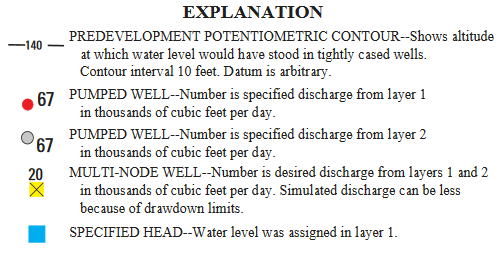 EXPLANATION
140 PREDEVELOPMENT POTENTIOMETRIC CONTOUR--Shows altitude
at which water level would have stood in tightly cased wells.
Contour interval 10 feet. Datum is arbitrary.
67 PUMPED WELL--Number is specified discharge from layer 1
in thousands of cubic feet per day.
67 PUMPED WELL--Number is specified discharge from layer 2
in thousands of cubic feet per day.
20 MULTI-NODE WELL--Number is desired discharge from layers 1 and 2
in thousands of cubic feet per day. Simulated discharge can be less
because of drawdown limits.
SPECIFIED HEAD--Water level was assigned in layer 1.